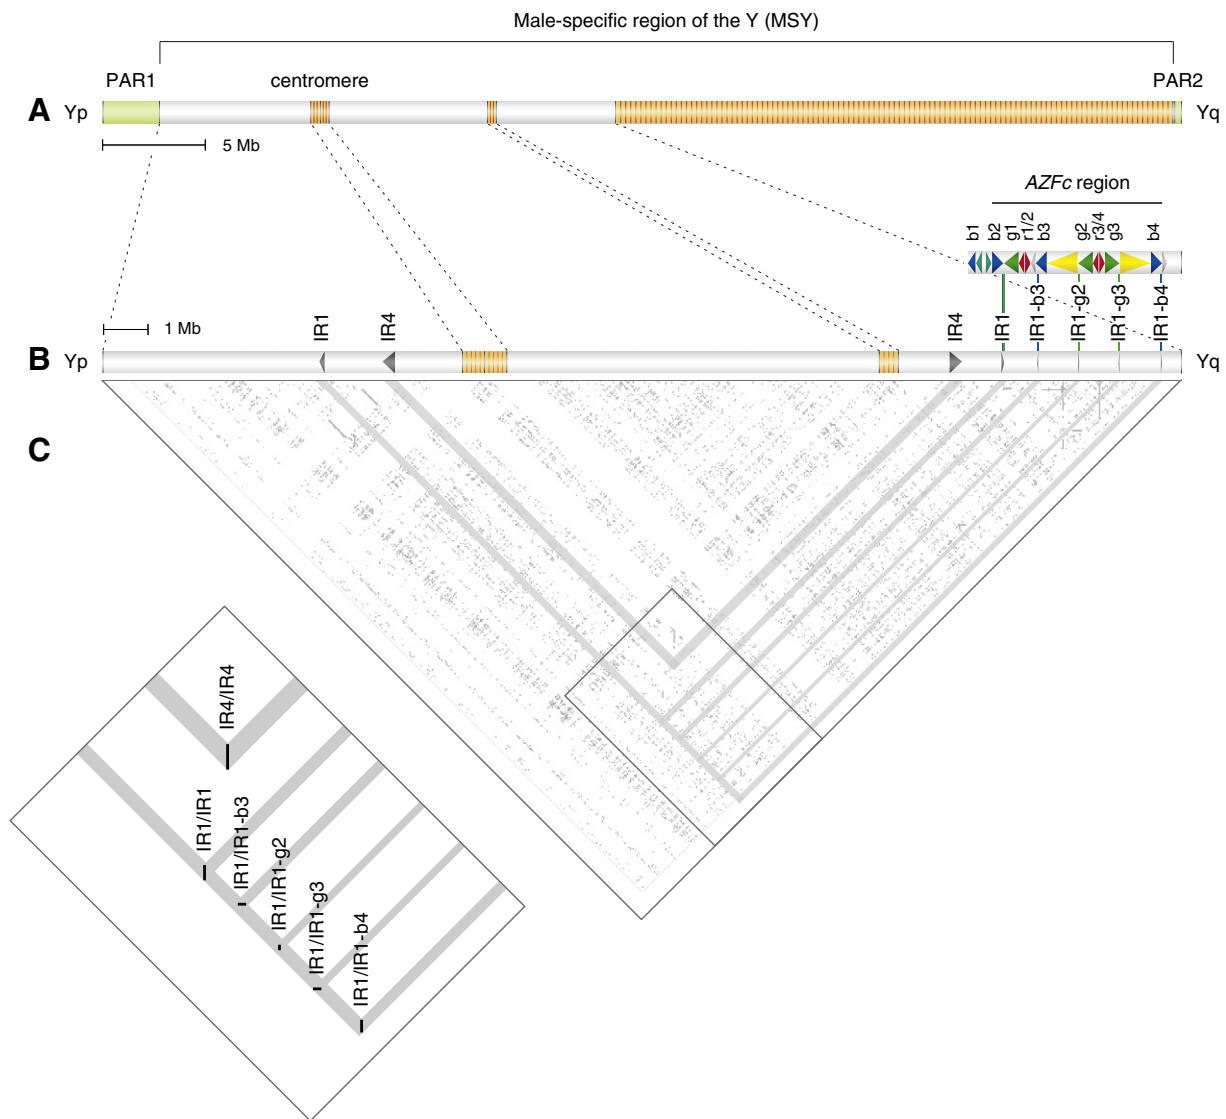 Male-specific region of the Y (MSY)
PAR1
centromere
PAR2
A
Yp
Yq
5 Mb
AZFc region
b1
b2
g1
r1/2
b3
g2
r3/4
g3
b4
1 Mb
IR1
IR4
IR4
IR1
IR1-b3
IR1-g2
IR1-g3
IR1-b4
B
Yp
Yq
C
IR4/IR4
IR1/IR1
IR1/IR1-b3
IR1/IR1-g2
IR1/IR1-g3
IR1/IR1-b4